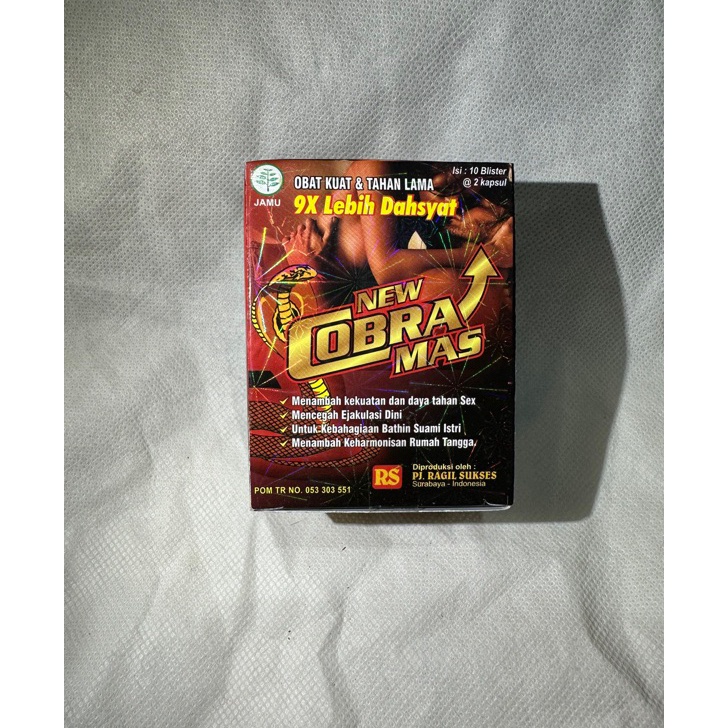 JAMU
OBAT KUAT & TAHAN LAMA
9X Lebih Dahsyat
Isi : 10 Blister
@ 2 kapsul
NEW
COBRA
MAS
Menambah kekuatan dan daya tahan Sex
Mencegah Ejakulasi Dini
Untuk Kebahagiaan Bathin Suami Istri
Menambah Keharmonisan Rumah Tangga.
RS
Diproduksi oleh :
PJ. RAGIL SUKSES
Surabaya - Indonesia
POM TR NO. 053 303 551